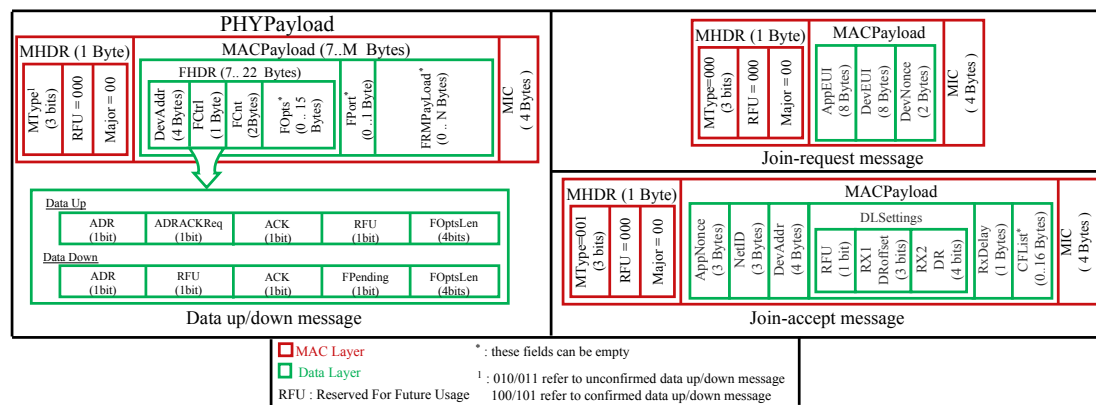 PHYPayload
MHDR (1 Byte)
MACPayload (7..M Bytes)
FHDR (7.. 22 Bytes)
MType¹
(3 bits)
RFU = 000
Major = 00
DevAddr
(4 Bytes)
FCtrl
(1 Byte)
FCnt
(2Bytes)
FOpts*
(0.. 15
Bytes)
FPort*
(0..1 Byte)
FRMPayLoad*
(0 .. N Bytes)
MIC
( 4 Bytes)
Data Up
ADR
(1bit)
ADRACKReq
(1bit)
ACK
(1bit)
RFU
(1bit)
FOptsLen
(4bits)
Data Down
ADR
(1bit)
RFU
(1bit)
ACK
(1bit)
FPending
(1bit)
FOptsLen
(4bits)
Data up/down message
MHDR (1 Byte)
MACPayload
MType=000
(3 bits)
RFU = 000
Major = 00
AppEUI
(8 Bytes)
DevEUI
(8 Bytes)
DevNonce
(2 Bytes)
MIC
( 4 Bytes)
Join-request message
MHDR (1 Byte)
MACPayload
MType=001
(3 bits)
RFU = 000
Major = 00
AppNonce
(3 Bytes)
NetID
(3 Bytes)
DevAddr
(4 Bytes)
DLSettings
RFU
(1 bit)
RX1
DRoffset
(3 bits)
RX2
DR
(4 bits)
RxDelay
(1 Bytes)
CFList*
(0..16 Bytes)
MIC
( 4 Bytes)
Join-accept message
MAC Layer
Data Layer
RFU : Reserved For Future Usage
* : these fields can be empty
¹ : 010/011 refer to unconfirmed data up/down message
100/101 refer to confirmed data up/down message